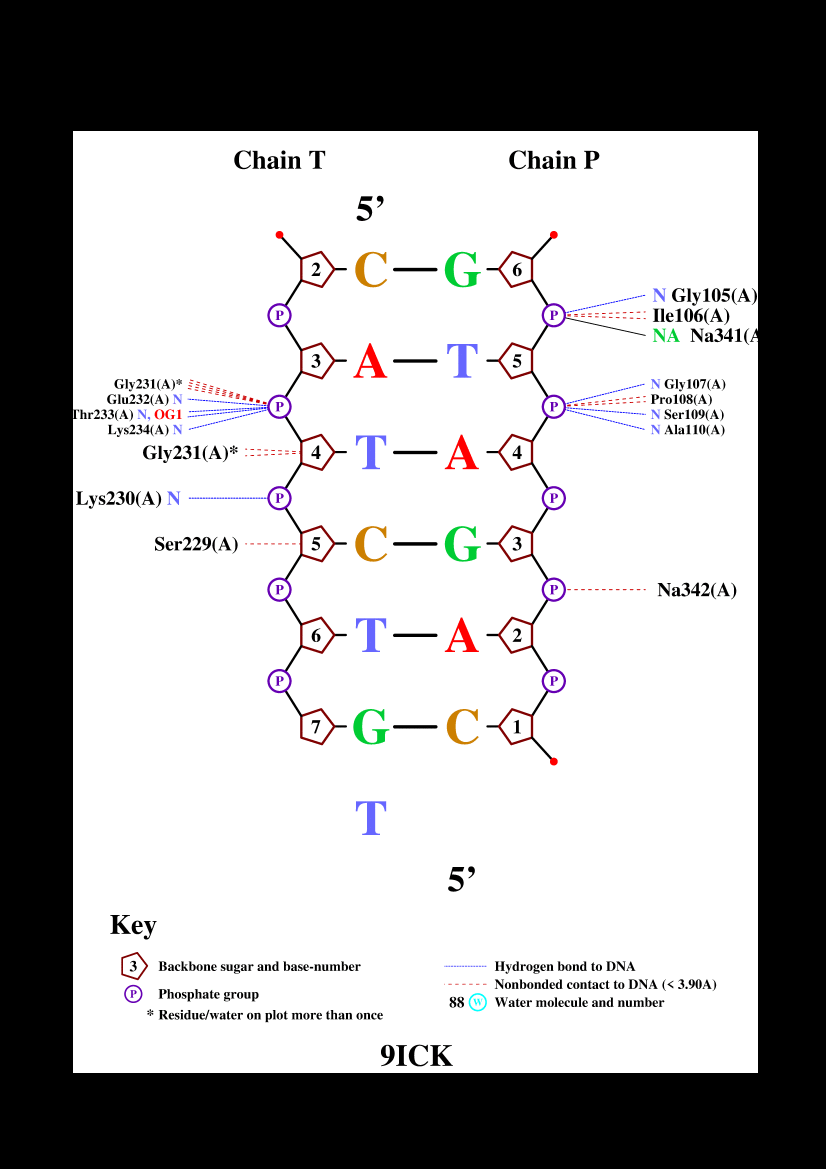 Chain T Chain P
5’
2 C G 6
N Gly105(A)
P P Ile106(A)
NA Na341(A
3 A T 5
Gly231(A)* N Gly107(A)
Glu232(A) N Pro108(A)
P P
Thr233(A) N, OG1 N Ser109(A)
Lys234(A) N N Ala110(A)
Gly231(A)* 4 T A 4
Lys230(A) N P P
Ser229(A) 5 C G 3
P P Na342(A)
6 T A 2
P P
7 G C 1
T
5’
Key
3 Backbone sugar and base-number Hydrogen bond to DNA
Nonbonded contact to DNA (< 3.90A)
P Phosphate group
88 W Water molecule and number
* Residue/water on plot more than once
9ICK